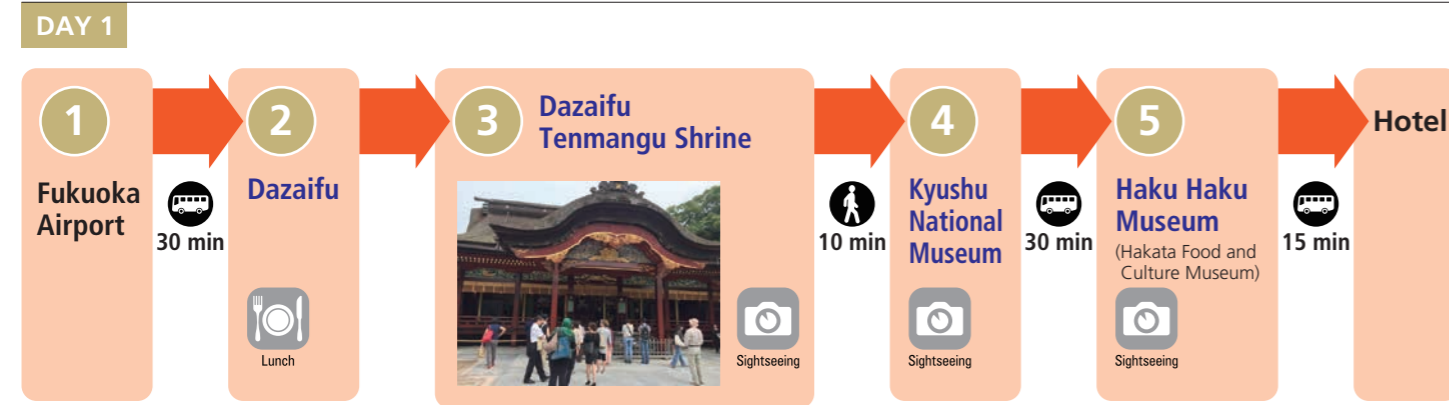 DAY 1
1
Fukuoka
Airport
30 min
2
Dazaifu
Lunch
3
Dazaifu
Tenmangu Shrine
Sightseeing
10 min
4
Kyushu
National
Museum
Sightseeing
30 min
5
Haku Haku
Museum
(Hakata Food and
Culture Museum)
Sightseeing
15 min
Hotel